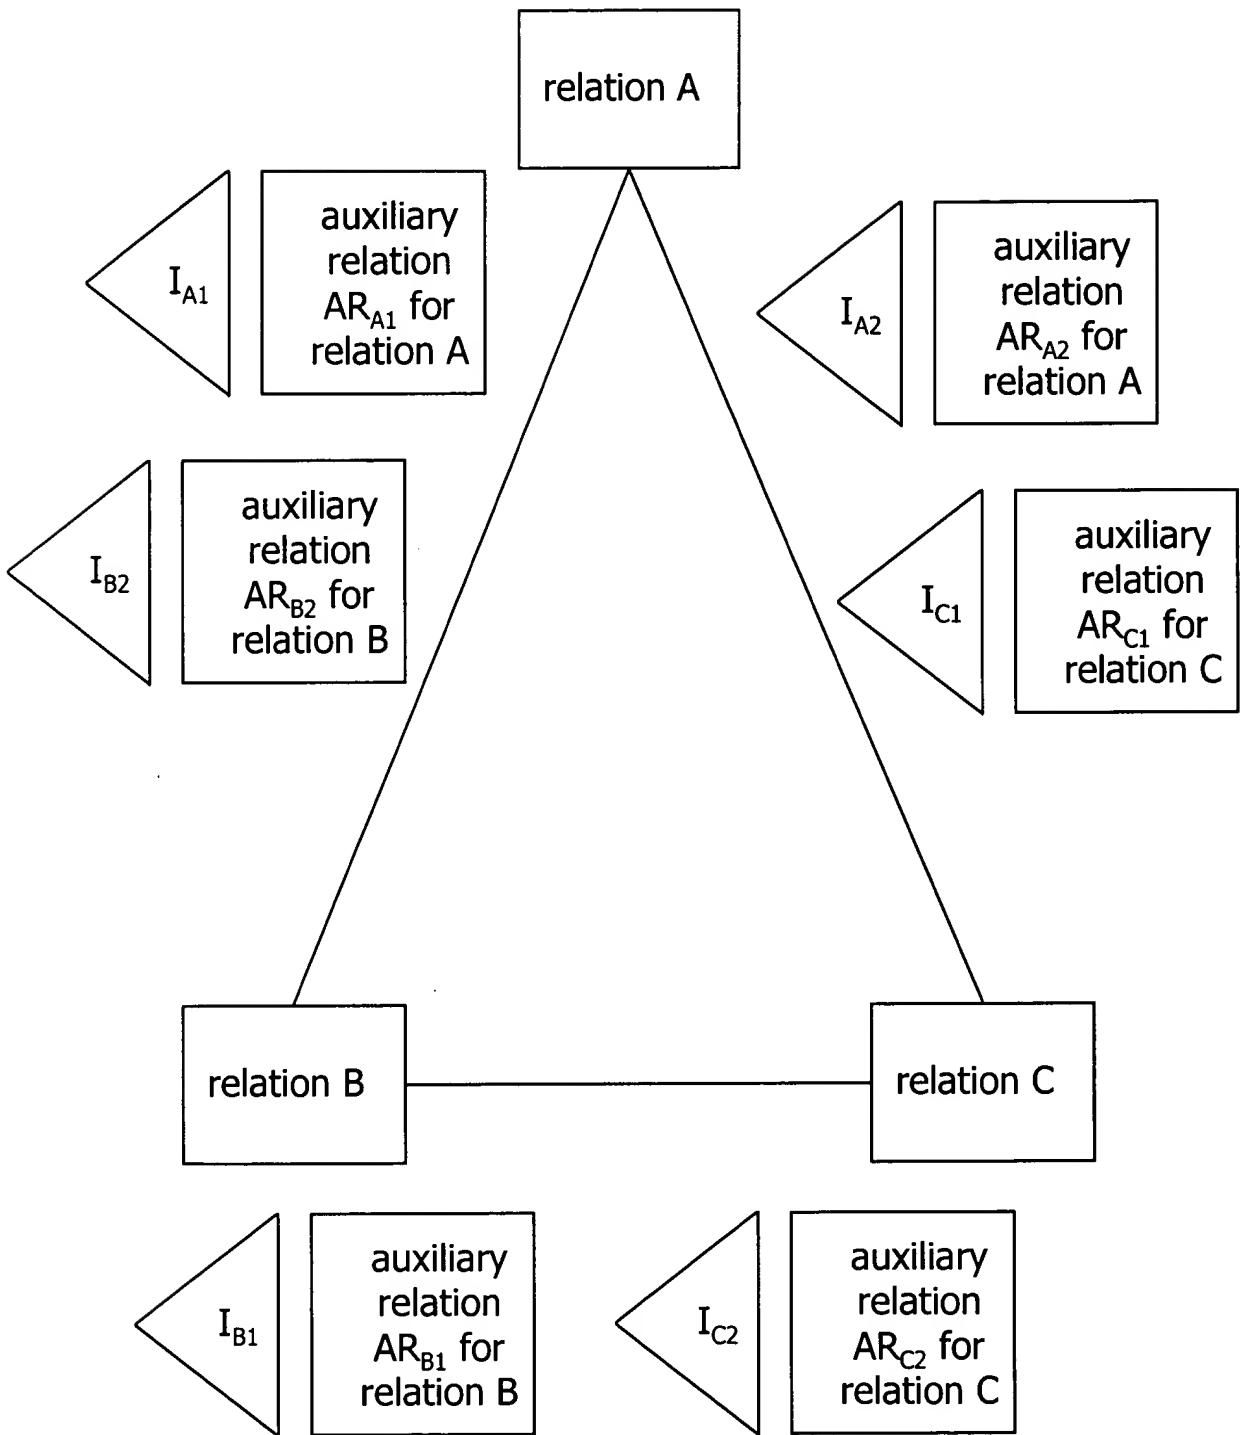 relation A
I_A1
auxiliary
relation
AR_A1 for
relation A
I_A2
auxiliary
relation
AR_A2 for
relation A
I_B2
auxiliary
relation
AR_B2 for
relation B
I_C1
auxiliary
relation
AR_C1 for
relation C
relation B
relation C
I_B1
auxiliary
relation
AR_B1 for
relation B
I_C2
auxiliary
relation
AR_C2 for
relation C